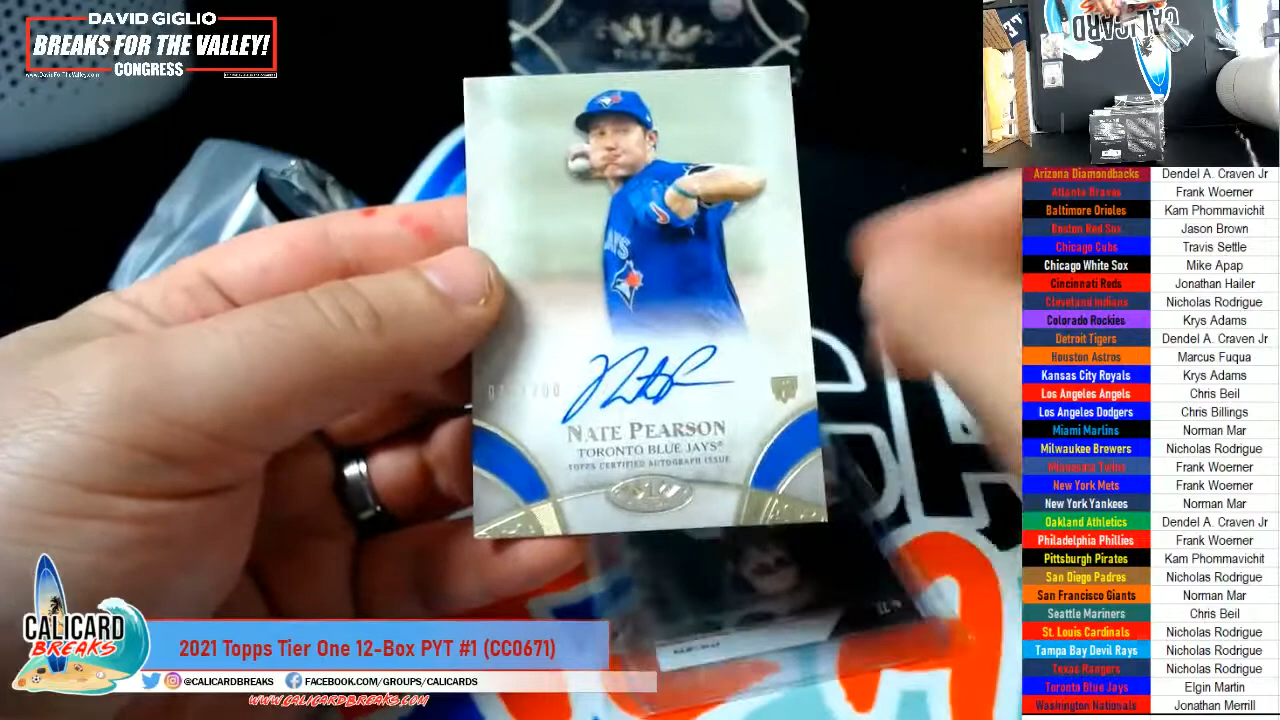 DAVID GIGLIO
BREAKS FOR THE VALLEY!
CONGRESS
www.DavidForTheValley.com
CALICARD
NATE PEARSON
TORONTO BLUE JAYS®
TOPPS CERTIFIED AUTOGRAPH ISSUE
Arizona Diamondbacks Dendel A. Craven Jr
Atlanta Braves Frank Woerner
Baltimore Orioles Kam Phommavichit
Boston Red Sox Jason Brown
Chicago Cubs Travis Settle
Chicago White Sox Mike Apap
Cincinnati Reds Jonathan Hailer
Cleveland Indians Nicholas Rodrigue
Colorado Rockies Krys Adams
Detroit Tigers Dendel A. Craven Jr
Houston Astros Marcus Fuqua
Kansas City Royals Krys Adams
Los Angeles Angels Chris Beil
Los Angeles Dodgers Chris Billings
Miami Marlins Norman Mar
Milwaukee Brewers Nicholas Rodrigue
Minnesota Twins Frank Woerner
New York Mets Frank Woerner
New York Yankees Norman Mar
Oakland Athletics Dendel A. Craven Jr
Philadelphia Phillies Frank Woerner
Pittsburgh Pirates Kam Phommavichit
San Diego Padres Nicholas Rodrigue
San Francisco Giants Norman Mar
Seattle Mariners Chris Beil
St. Louis Cardinals Nicholas Rodrigue
Tampa Bay Devil Rays Nicholas Rodrigue
Texas Rangers Nicholas Rodrigue
Toronto Blue Jays Elgin Martin
Washington Nationals Jonathan Merrill
CALICARD
BREAKS
2021 Topps Tier One 12-Box PYT #1 (CC0671)
@CALICARDBREAKS FACEBOOK.COM/GROUPS/CALICARDS
WWW.CALICARDBREAKS.COM